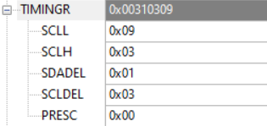 TIMINGR 0x00310309
SCLL 0x09
SCLH 0x03
SDADEL 0x01
SCLDEL 0x03
PRESC 0x00